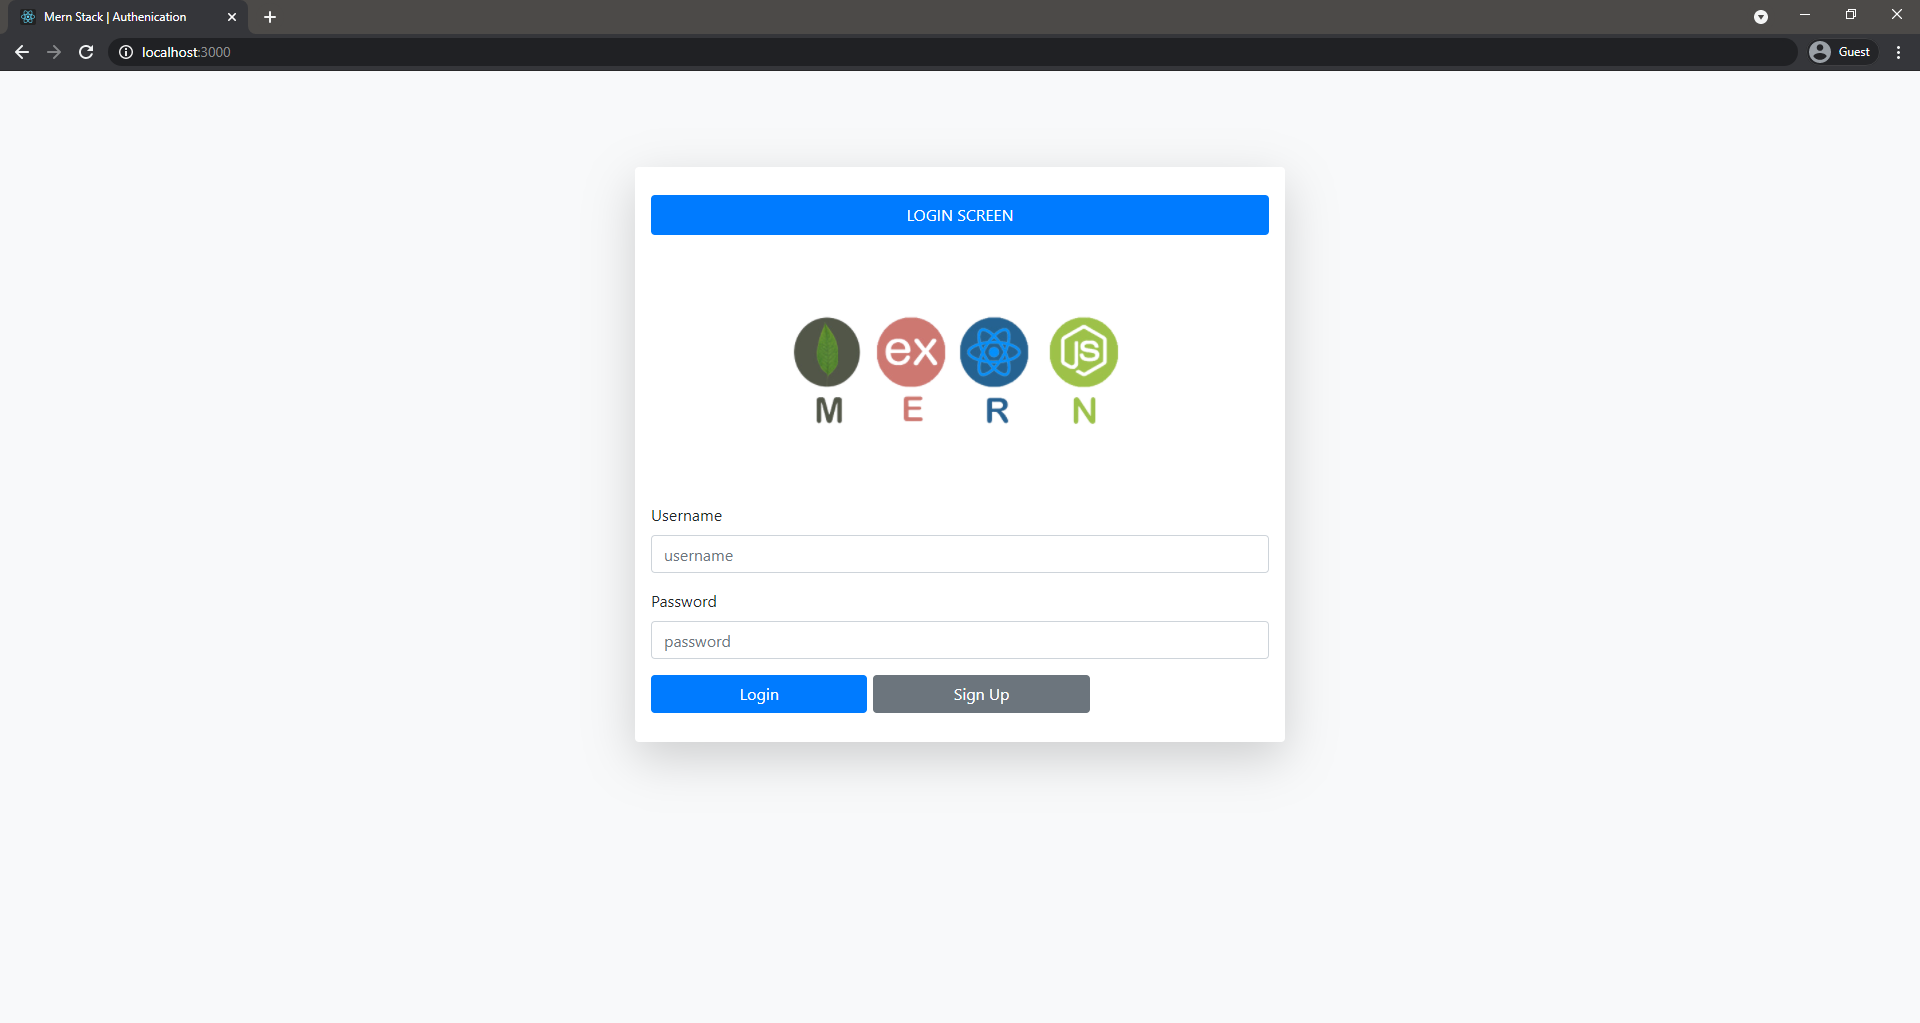 Mern Stack | Authenication
localhost:3000
Guest
LOGIN SCREEN
ex JS
M E R N
Username
username
Password
password
Login Sign Up